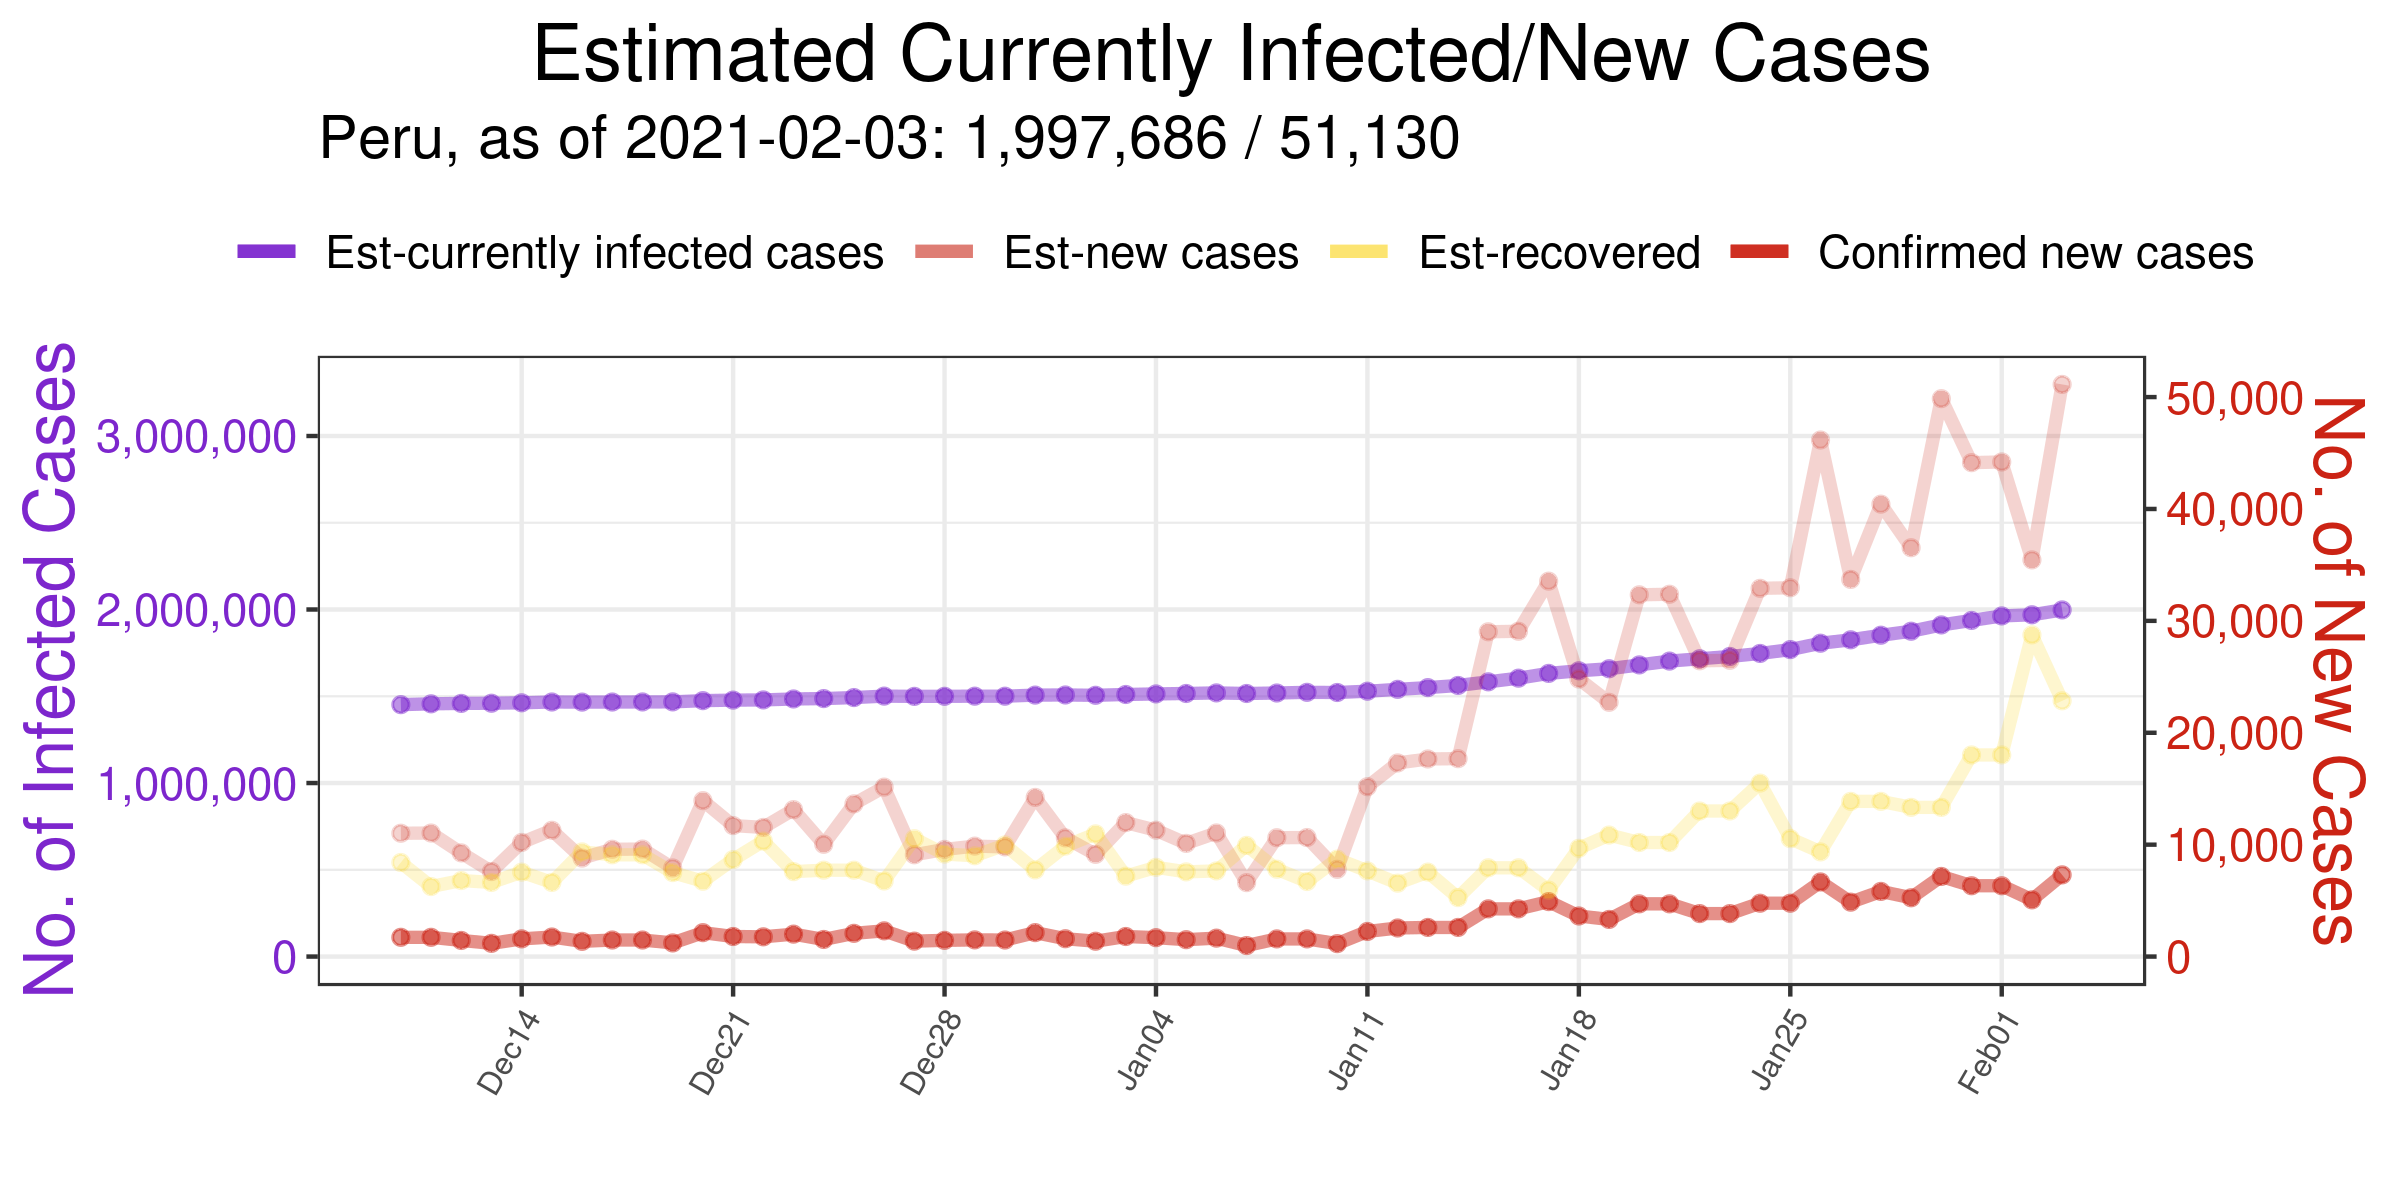 Estimated Currently Infected/New Cases
Peru, as of 2021-02-03: 1,997,686 / 51,130
Est-currently infected cases Est-new cases Est-recovered Confirmed new cases
No. of Infected Cases
3,000,000
2,000,000
1,000,000
0
50,000
40,000
30,000
20,000
10,000
0
No. of New Cases
Dec14 Dec21 Dec28 Jan04 Jan11 Jan18 Jan25 Feb01